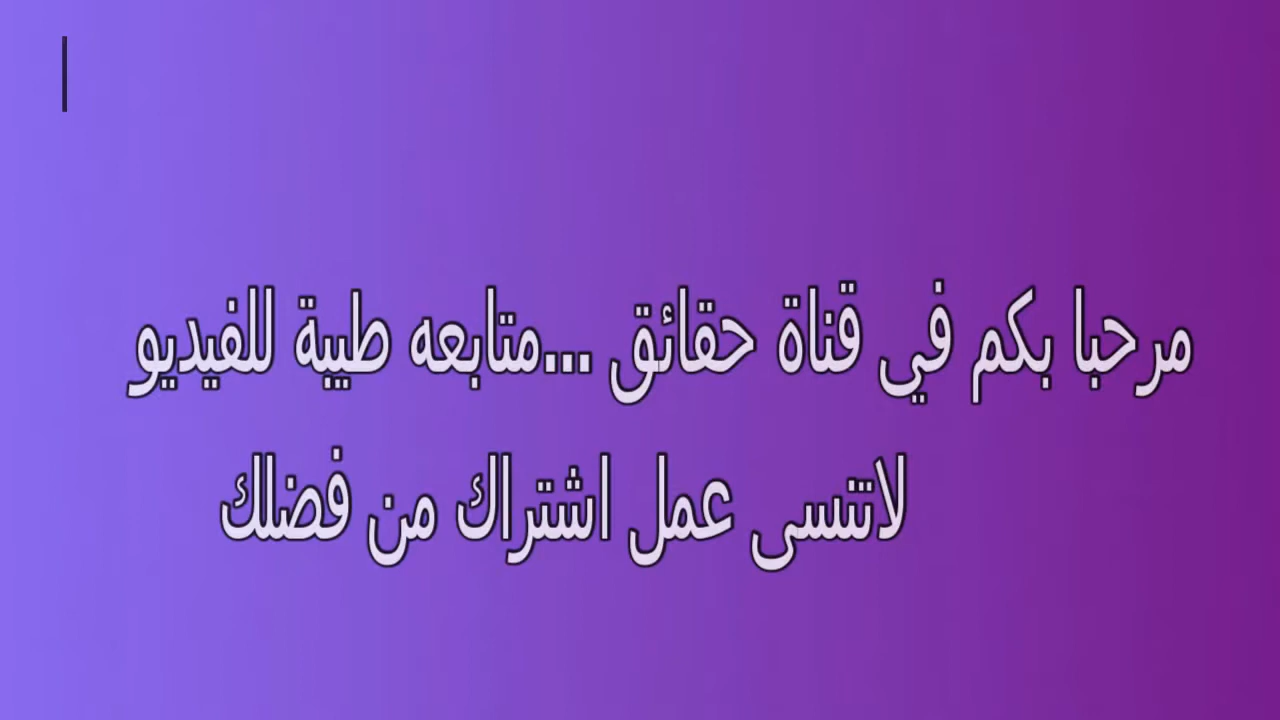 مرحبا بكم في قناة حقائق ...متابعه طيبة للفيديو
لاتنسى عمل اشتراك من فضلك